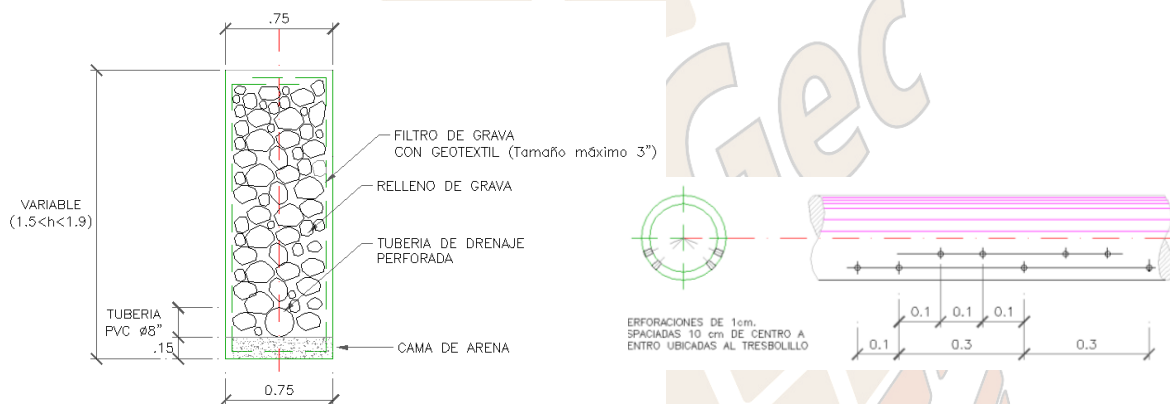 .75
VARIABLE
(1.5<h<1.9)
FILTRO DE GRAVA
CON GEOTEXTIL (Tamaño máximo 3")
RELLENO DE GRAVA
TUBERIA DE DRENAJE
PERFORADA
TUBERIA
PVC ø8"
.15
CAMA DE ARENA
0.75
Gec
ERFORACIONES DE 1cm.
SPACIADAS 10 cm DE CENTRO A
ENTRO UBICADAS AL TRESBOLILLO
0.1 0.1 0.1
0.1 0.3 0.3